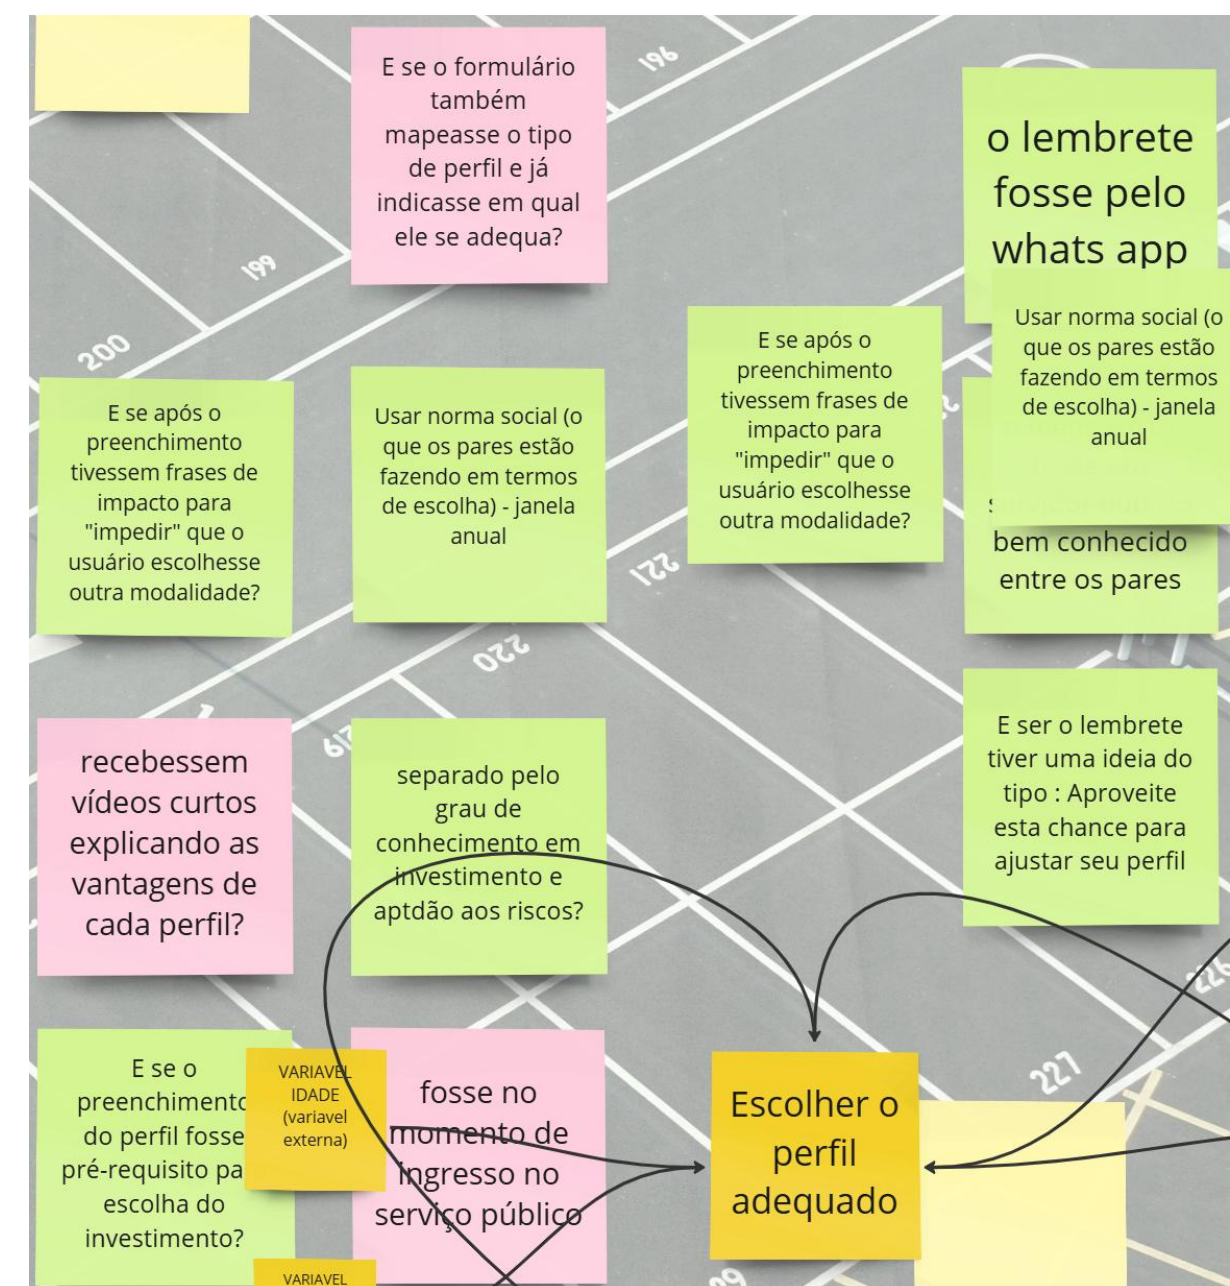 E se o formulário
também
mapeasse o tipo
de perfil e já
indicasse em qual
ele se adequa?
o lembrete
fosse pelo
whats app
Usar norma social (o
que os pares estão
fazendo em termos
de escolha) - janela
anual
bem conhecido
entre os pares
E se após o
preenchimento
tivessem frases de
impacto para
"impedir" que o
usuário escolhesse
outra modalidade?
E se após o
preenchimento
tivessem frases de
impacto para
"impedir" que o
usuário escolhesse
outra modalidade?
Usar norma social (o
que os pares estão
fazendo em termos
de escolha) - janela
anual
recebessem
vídeos curtos
explicando as
vantagens de
cada perfil?
separado pelo
grau de
conhecimento em
investimento e
aptdão aos riscos?
E ser o lembrete
tiver uma ideia do
tipo : Aproveite
esta chance para
ajustar seu perfil
E se o
preenchimento
do perfil fosse
pré-requisito pa
escolha do
investimento?
VARIAVEL
IDADE
(variavel
externa)
fosse no
momento de
ingresso no
serviço público
Escolher o
perfil
adequado
VARIAVEL
196
199
200
221
220
219
226
227